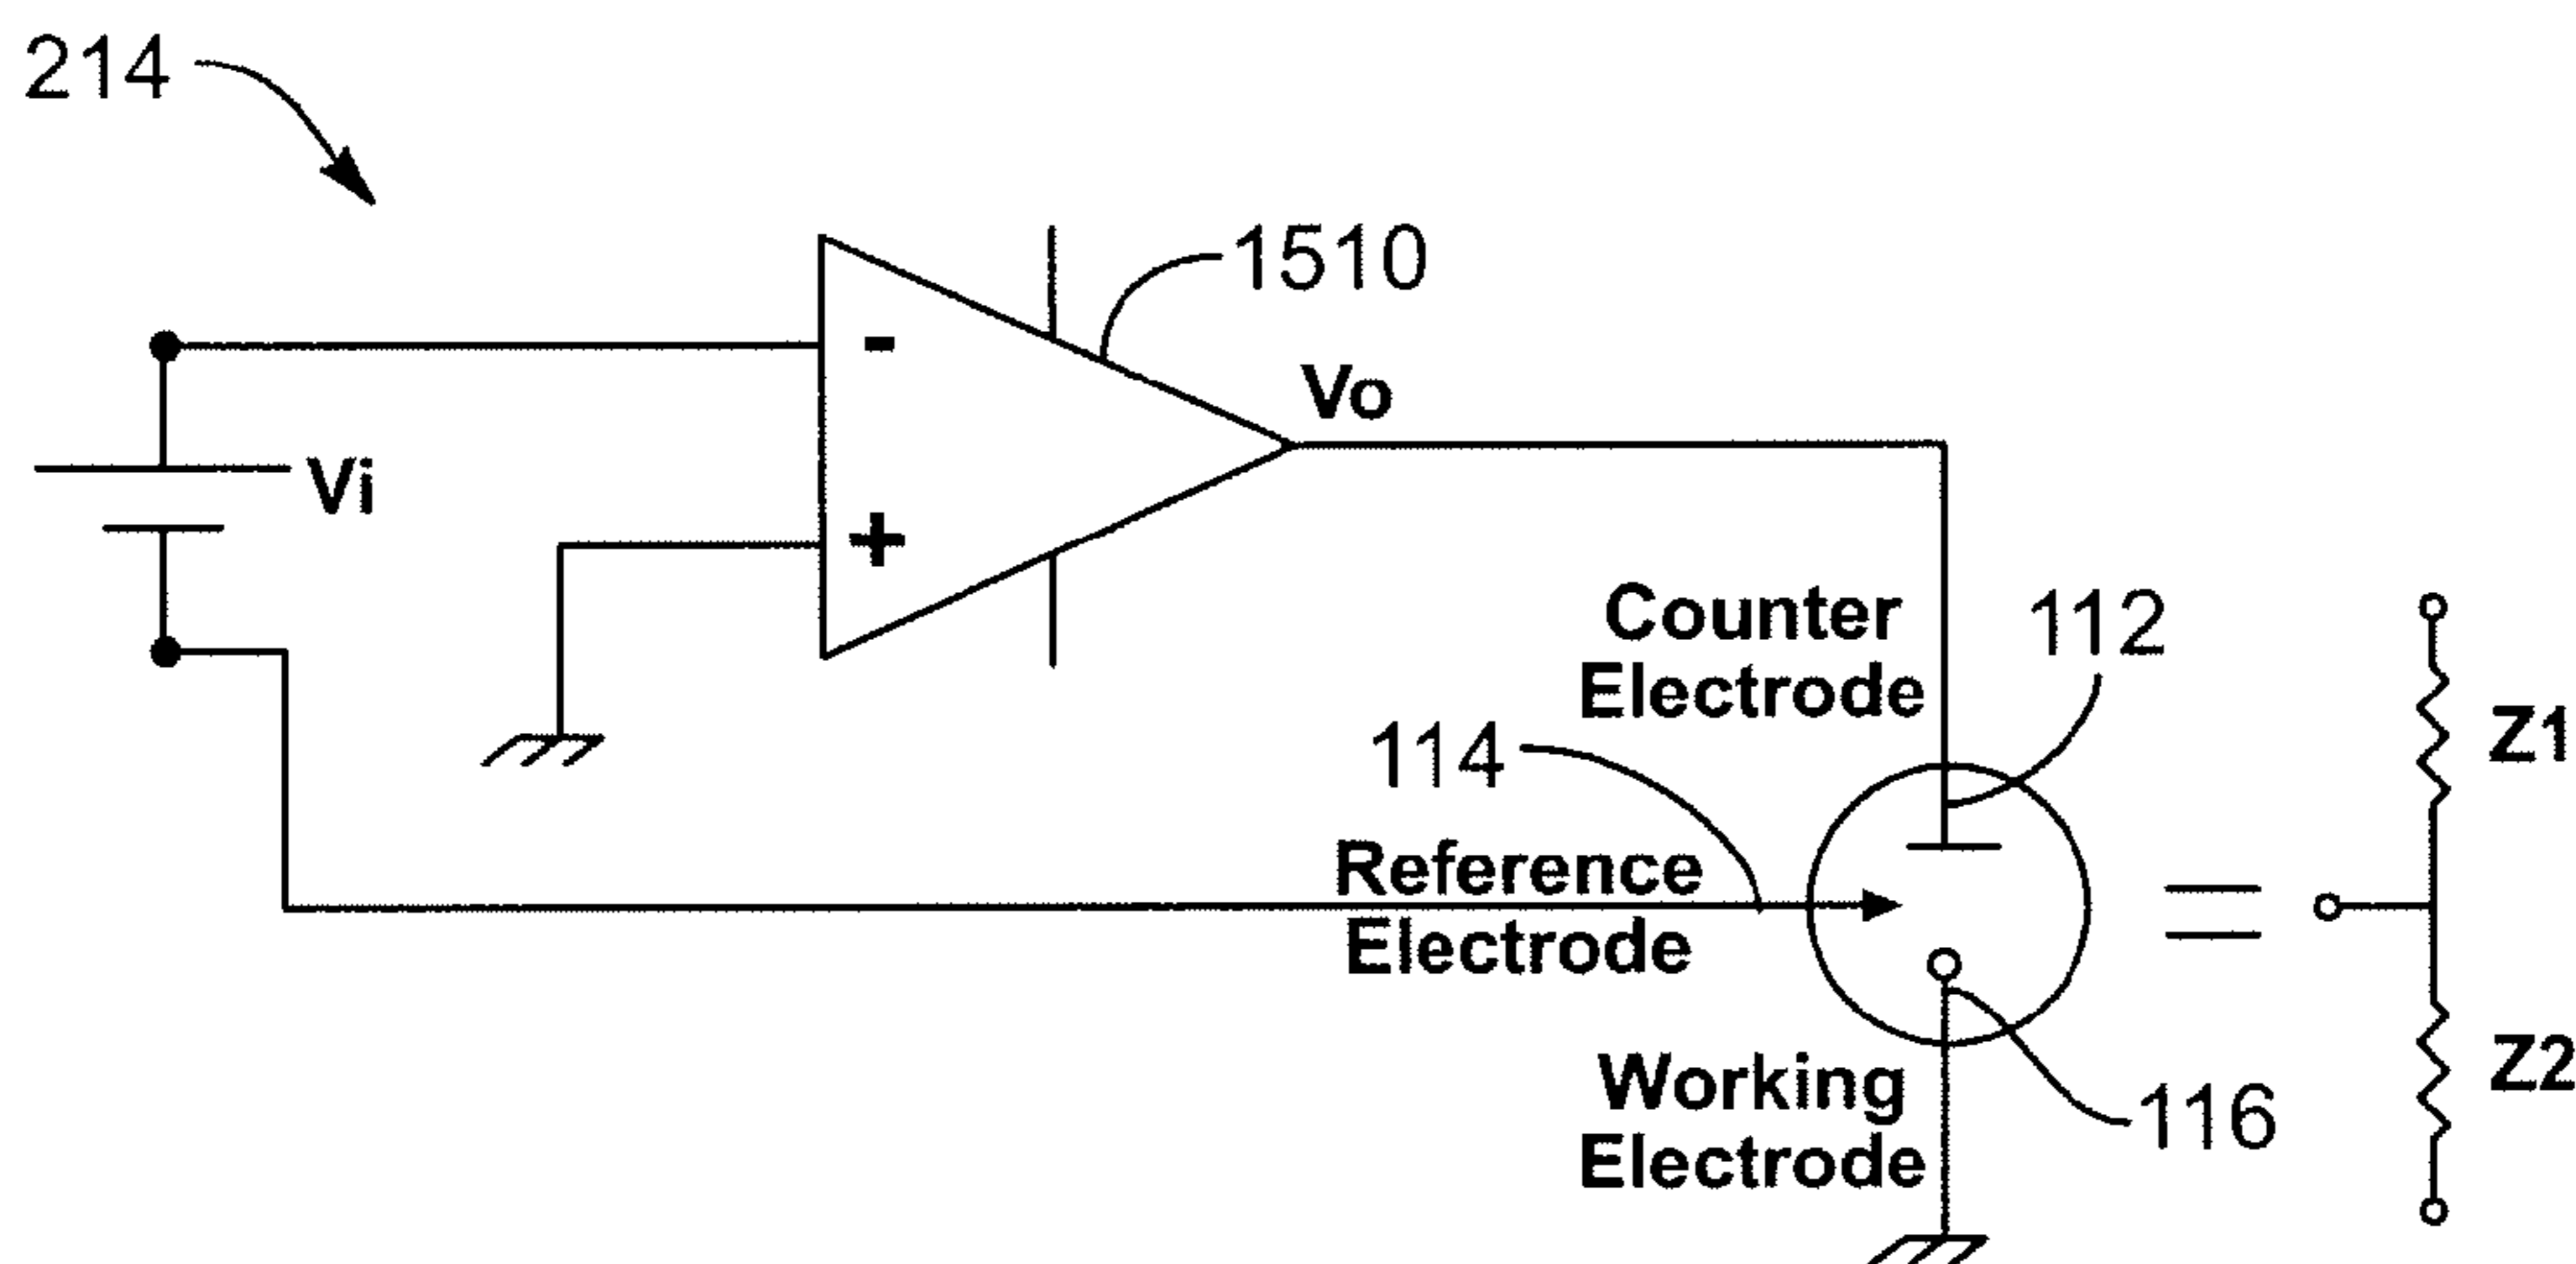 214
1510
-
Vo
Vi
+
Counter
Electrode
112
Z1
114
Reference
Electrode
Working
Electrode
116
Z2